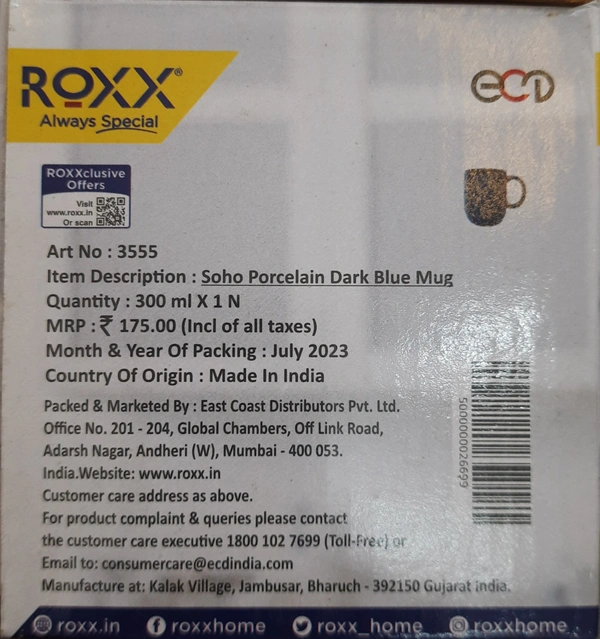 ROXX®
Always Special
ecd
ROXXclusive
Offers
Visit
www.roxx.in
Or scan
Art No : 3555
Item Description : Soho Porcelain Dark Blue Mug
Quantity : 300 ml X 1 N
MRP : ₹ 175.00 (Incl of all taxes)
Month & Year Of Packing : July 2023
Country Of Origin : Made In India
Packed & Marketed By : East Coast Distributors Pvt. Ltd.
Office No. 201 - 204, Global Chambers, Off Link Road,
Adarsh Nagar, Andheri (W), Mumbai - 400 053.
India.Website: www.roxx.in
Customer care address as above.
For product complaint & queries please contact
the customer care executive 1800 102 7699 (Toll-Free) or
Email to: consumercare@ecdindia.com
Manufacture at: Kalak Village, Jambusar, Bharuch - 392150 Gujarat India.
5000000026699
roxx.in roxxhome roxx_home roxxhome